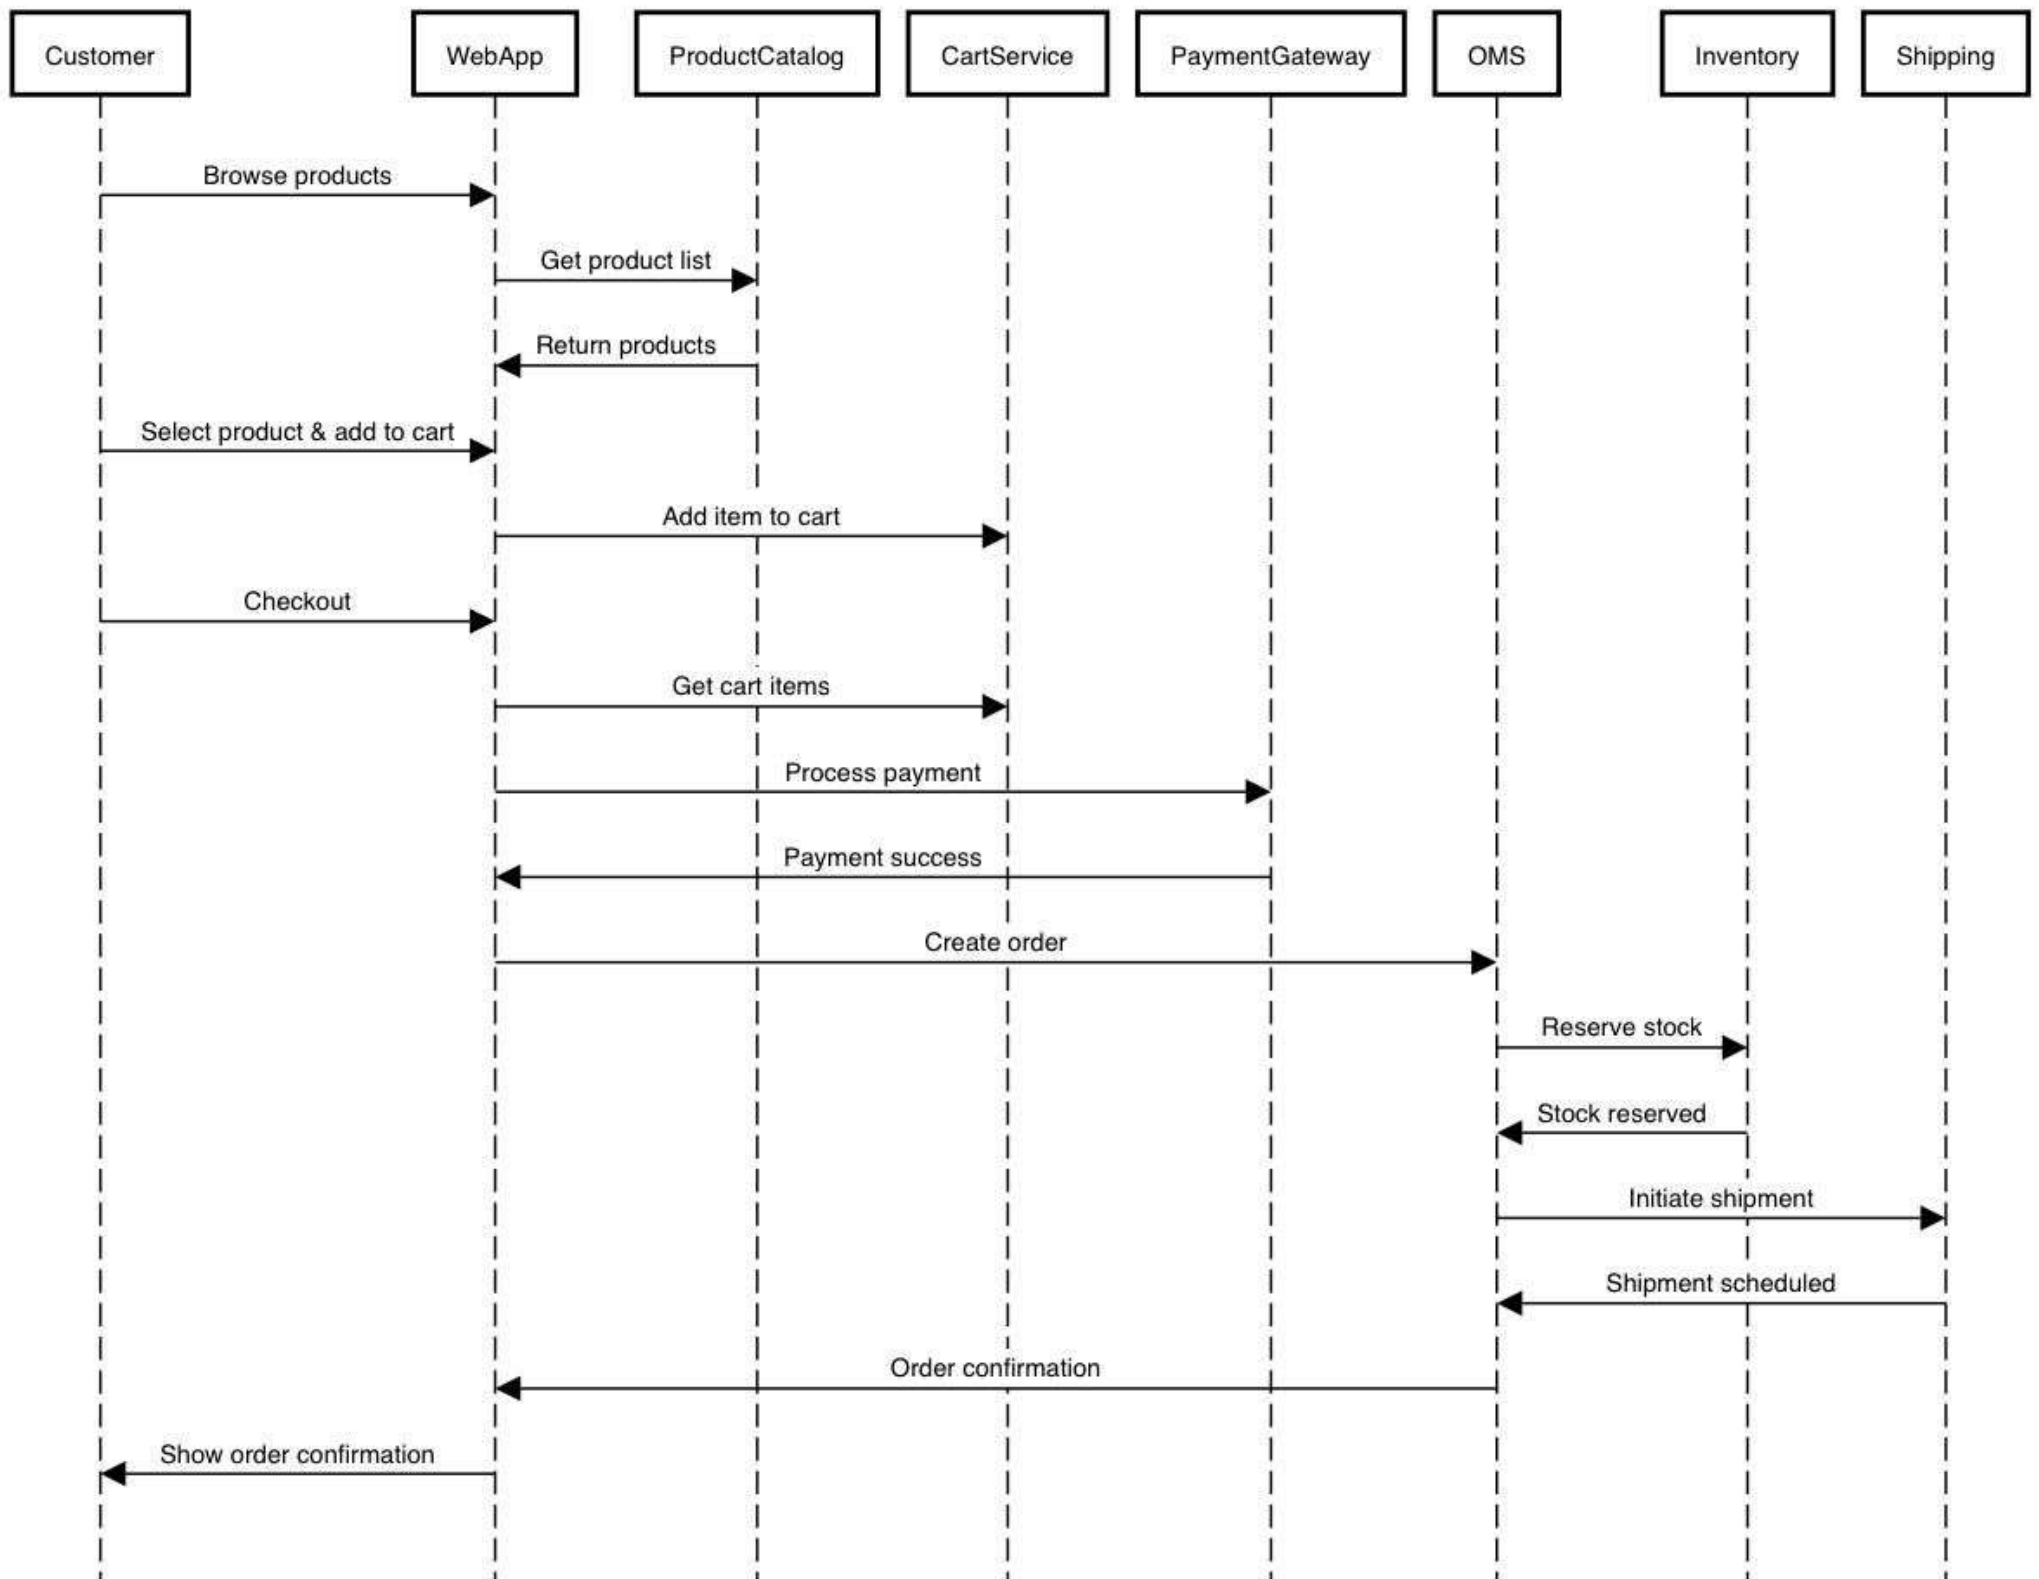 Customer
WebApp
ProductCatalog
CartService
PaymentGateway
OMS
Inventory
Shipping
Browse products
Get product list
Return products
Select product & add to cart
Add item to cart
Checkout
Get cart items
Process payment
Payment success
Create order
Reserve stock
Stock reserved
Initiate shipment
Shipment scheduled
Order confirmation
Show order confirmation